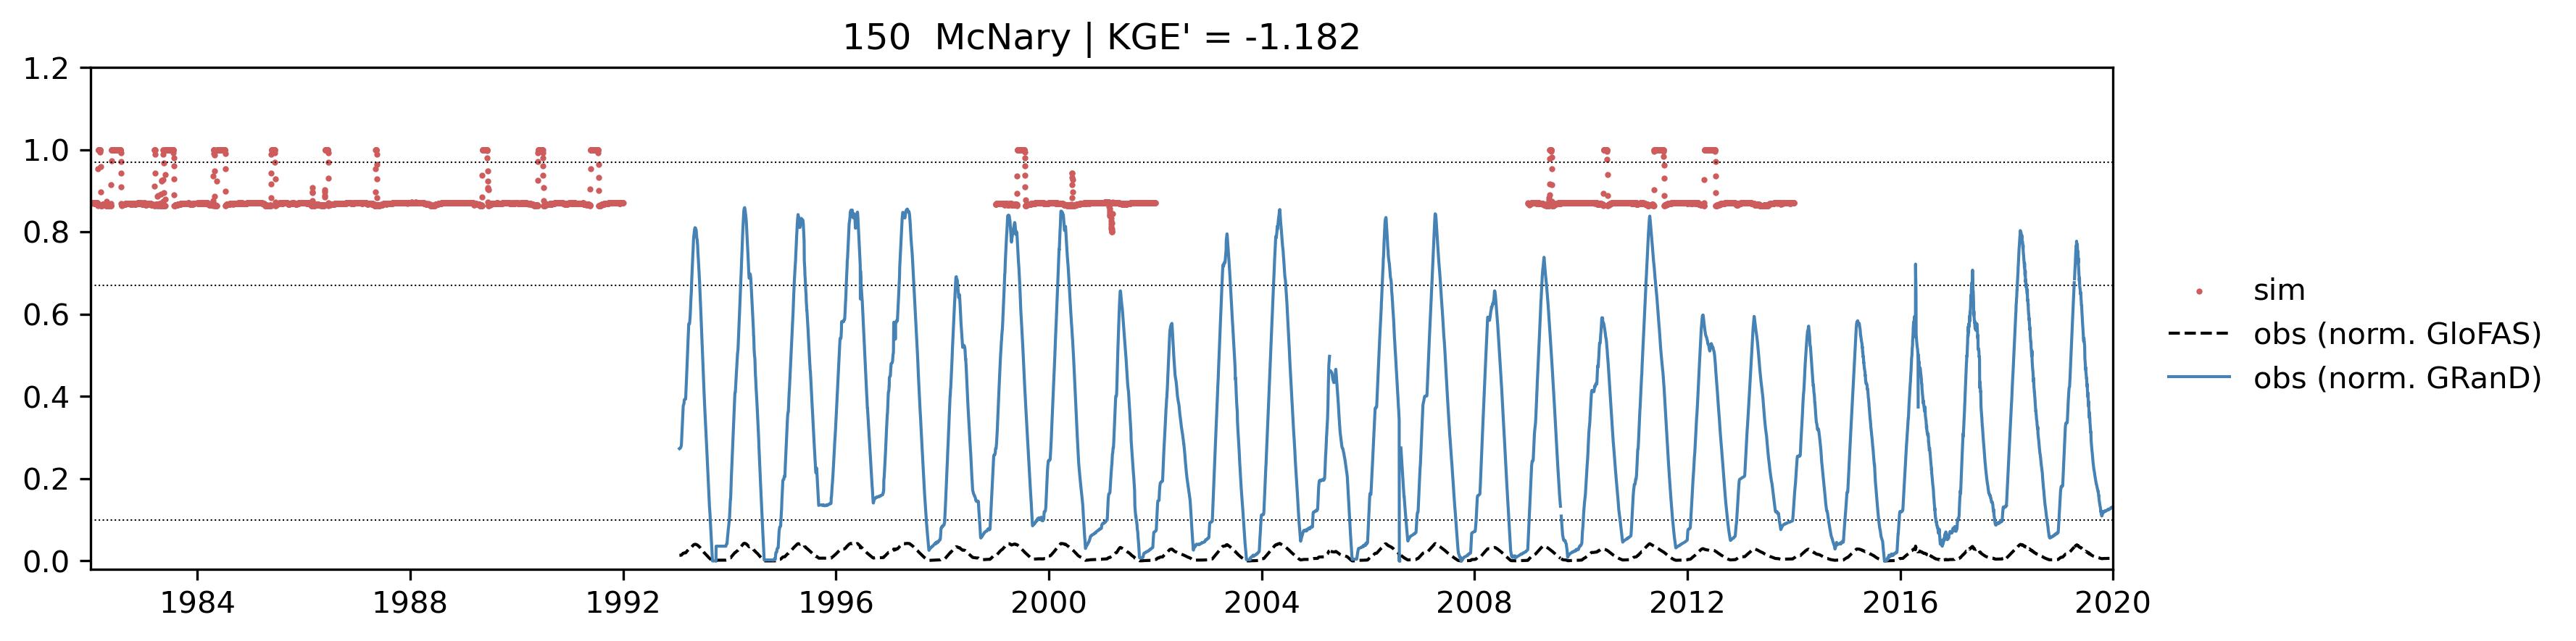 150  McNary | KGE' = -1.182
1.2
1.0
0.8
0.6
0.4
0.2
0.0
1984 1988 1992 1996 2000 2004 2008 2012 2016 2020
sim
obs (norm. GloFAS)
obs (norm. GRanD)